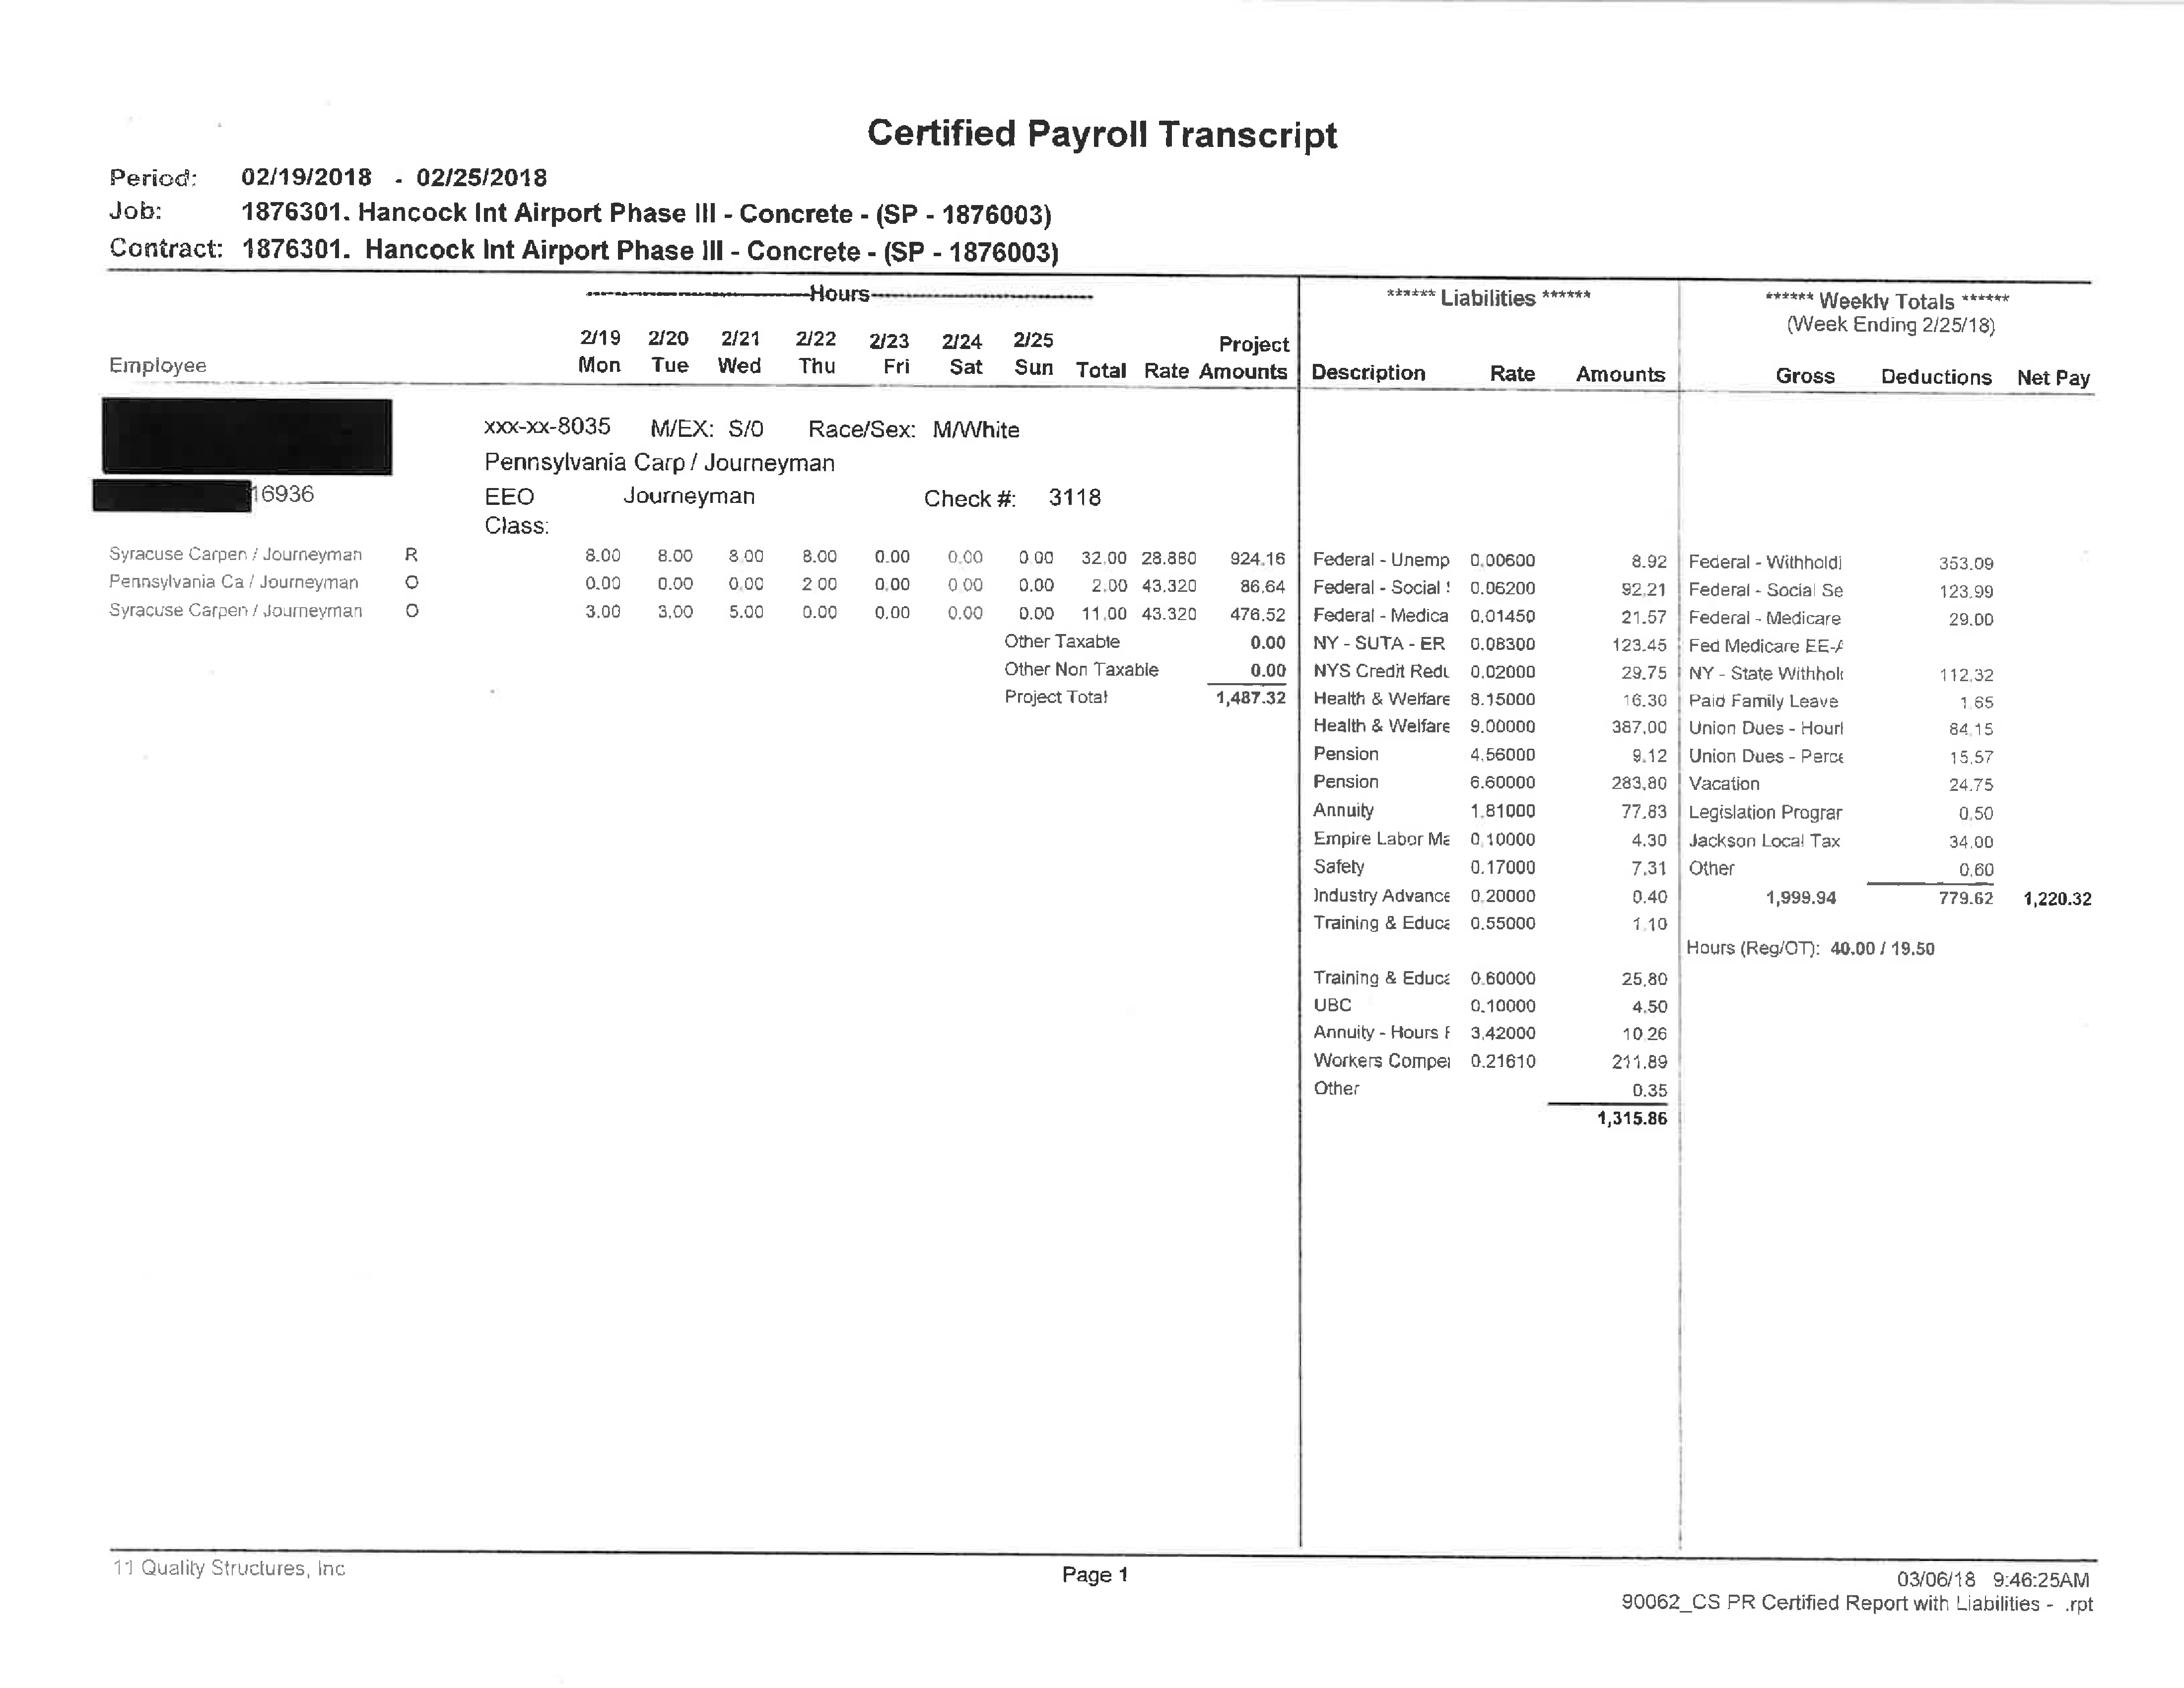 Certified Payroll Transcript
Period: 02/19/2018 - 02/25/2018
Job: 1876301. Hancock Int Airport Phase III - Concrete - (SP - 1876003)
Contract: 1876301. Hancock Int Airport Phase III - Concrete - (SP - 1876003)
Hours ****** Liabilities ****** ****** Weekly Totals ******
(Week Ending 2/25/18)
2/19 2/20 2/21 2/22 2/23 2/24 2/25 Project
Employee Mon Tue Wed Thu Fri Sat Sun Total Rate Amounts Description Rate Amounts Gross Deductions Net Pay
xxx-xx-8035 M/EX: S/0 Race/Sex: M/White
Pennsylvania Carp / Journeyman
16936 EEO Journeyman Check #: 3118
Class:
Syracuse Carpen / Journeyman R 8.00 8.00 8.00 8.00 0.00 0.00 0.00 32.00 28.880 924.16 Federal - Unemp 0.00600 8.92 Federal - Withholdi 353.09
Pennsylvania Ca / Journeyman O 0.00 0.00 0.00 2.00 0.00 0.00 0.00 2.00 43.320 86.64 Federal - Social 0.06200 92.21 Federal - Social Se 123.99
Syracuse Carpen / Journeyman O 3.00 3.00 5.00 0.00 0.00 0.00 0.00 11.00 43.320 476.52 Federal - Medica 0.01450 21.57 Federal - Medicare 29.00
Other Taxable 0.00 NY - SUTA - ER 0.08300 123.45 Fed Medicare EE-A
Other Non Taxable 0.00 NYS Credit Redu 0.02000 29.75 NY - State Withhol 112.32
Project Total 1,487.32 Health & Welfare 8.15000 16.30 Paid Family Leave 1.65
Health & Welfare 9.00000 387.00 Union Dues - Hourl 84.15
Pension 4.56000 9.12 Union Dues - Perce 15.57
Pension 6.60000 283.80 Vacation 24.75
Annuity 1.81000 77.83 Legislation Prograr 0.50
Empire Labor Ma 0.10000 4.30 Jackson Local Tax 34.00
Safety 0.17000 7.31 Other 0.60
Industry Advance 0.20000 0.40 1,999.94 779.62 1,220.32
Training & Educa 0.55000 1.10
Hours (Reg/OT): 40.00 / 19.50
Training & Educa 0.60000 25.80
UBC 0.10000 4.50
Annuity - Hours F 3.42000 10.26
Workers Compei 0.21610 211.89
Other 0.35
1,315.86
11 Quality Structures, Inc Page 1 03/06/18 9:46:25AM
90062_CS PR Certified Report with Liabilities - .rpt